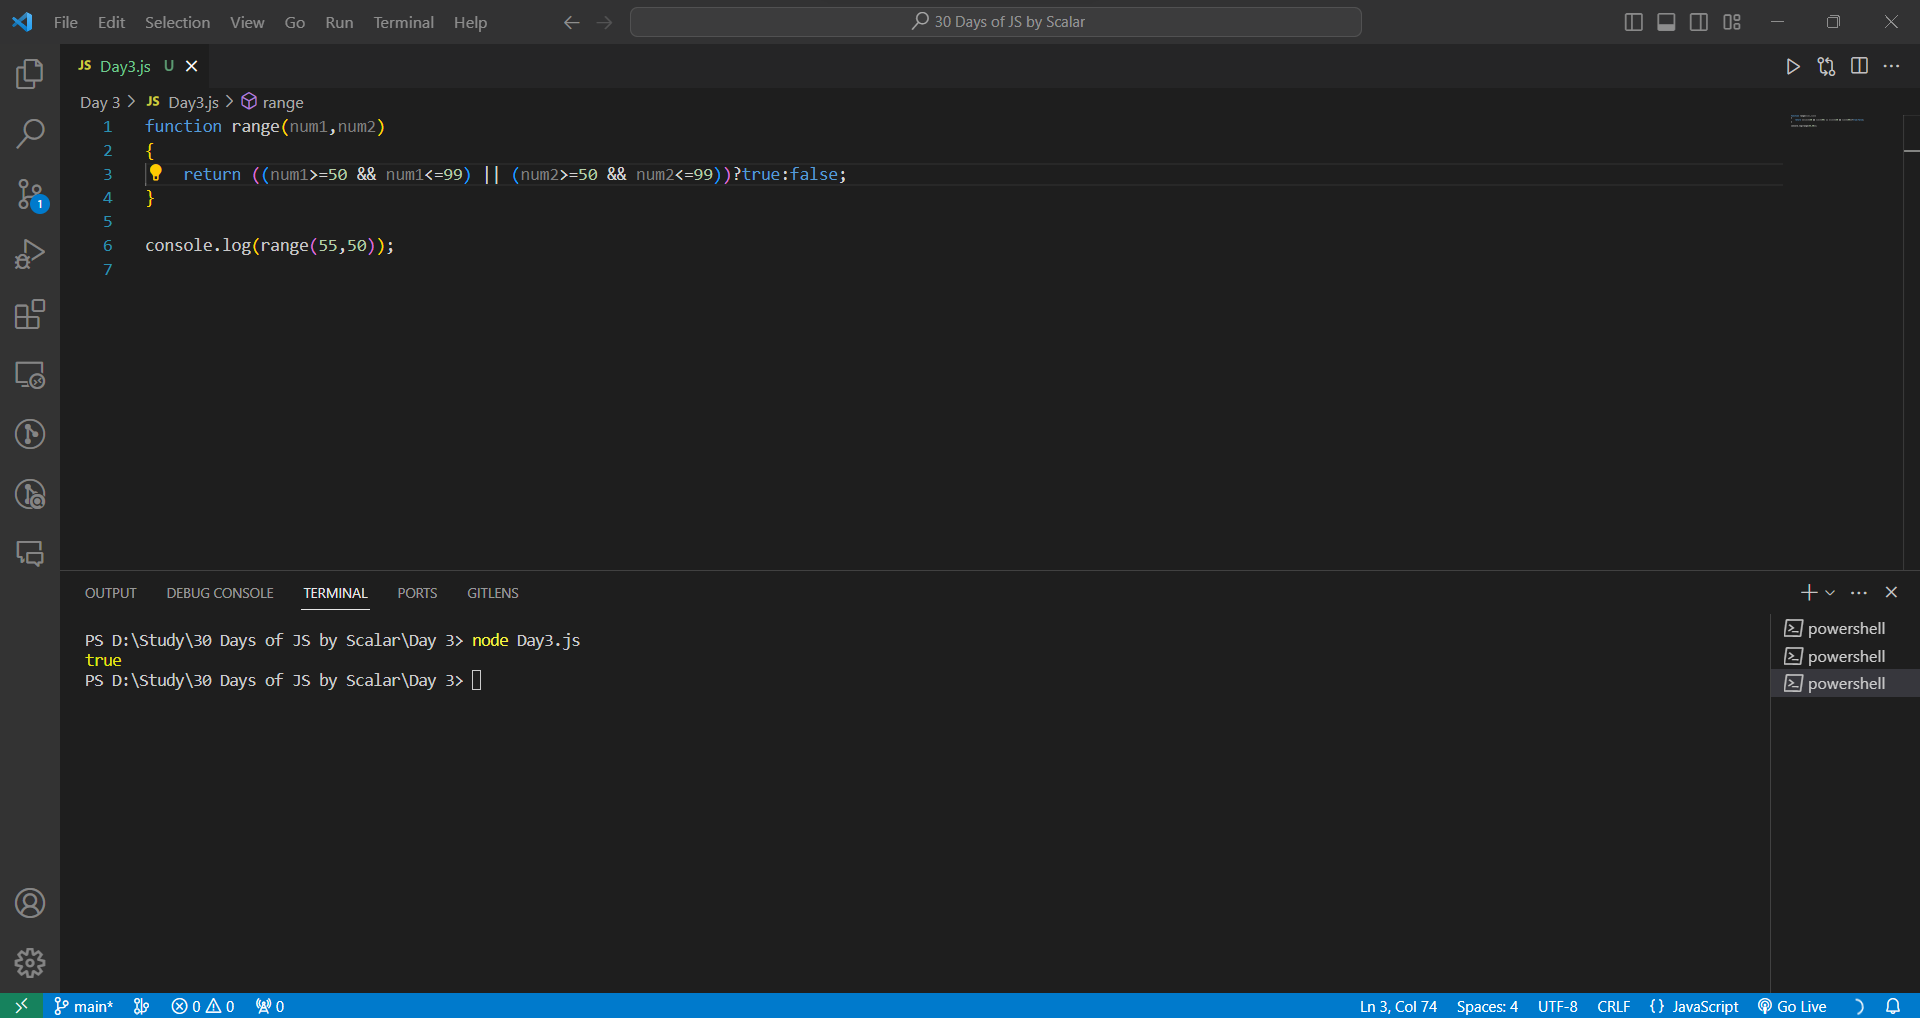 File Edit Selection View Go Run Terminal Help
30 Days of JS by Scalar
JS Day3.js U
Day 3 > JS Day3.js > range
1 function range(num1,num2)
2 {
3 return ((num1>=50 && num1<=99) || (num2>=50 && num2<=99))?true:false;
4 }
5
6 console.log(range(55,50));
7
1
OUTPUT DEBUG CONSOLE TERMINAL PORTS GITLENS
PS D:\Study\30 Days of JS by Scalar\Day 3> node Day3.js
true
PS D:\Study\30 Days of JS by Scalar\Day 3>
powershell
powershell
powershell
main* 0 0 0 Ln 3, Col 74 Spaces: 4 UTF-8 CRLF {} JavaScript Go Live